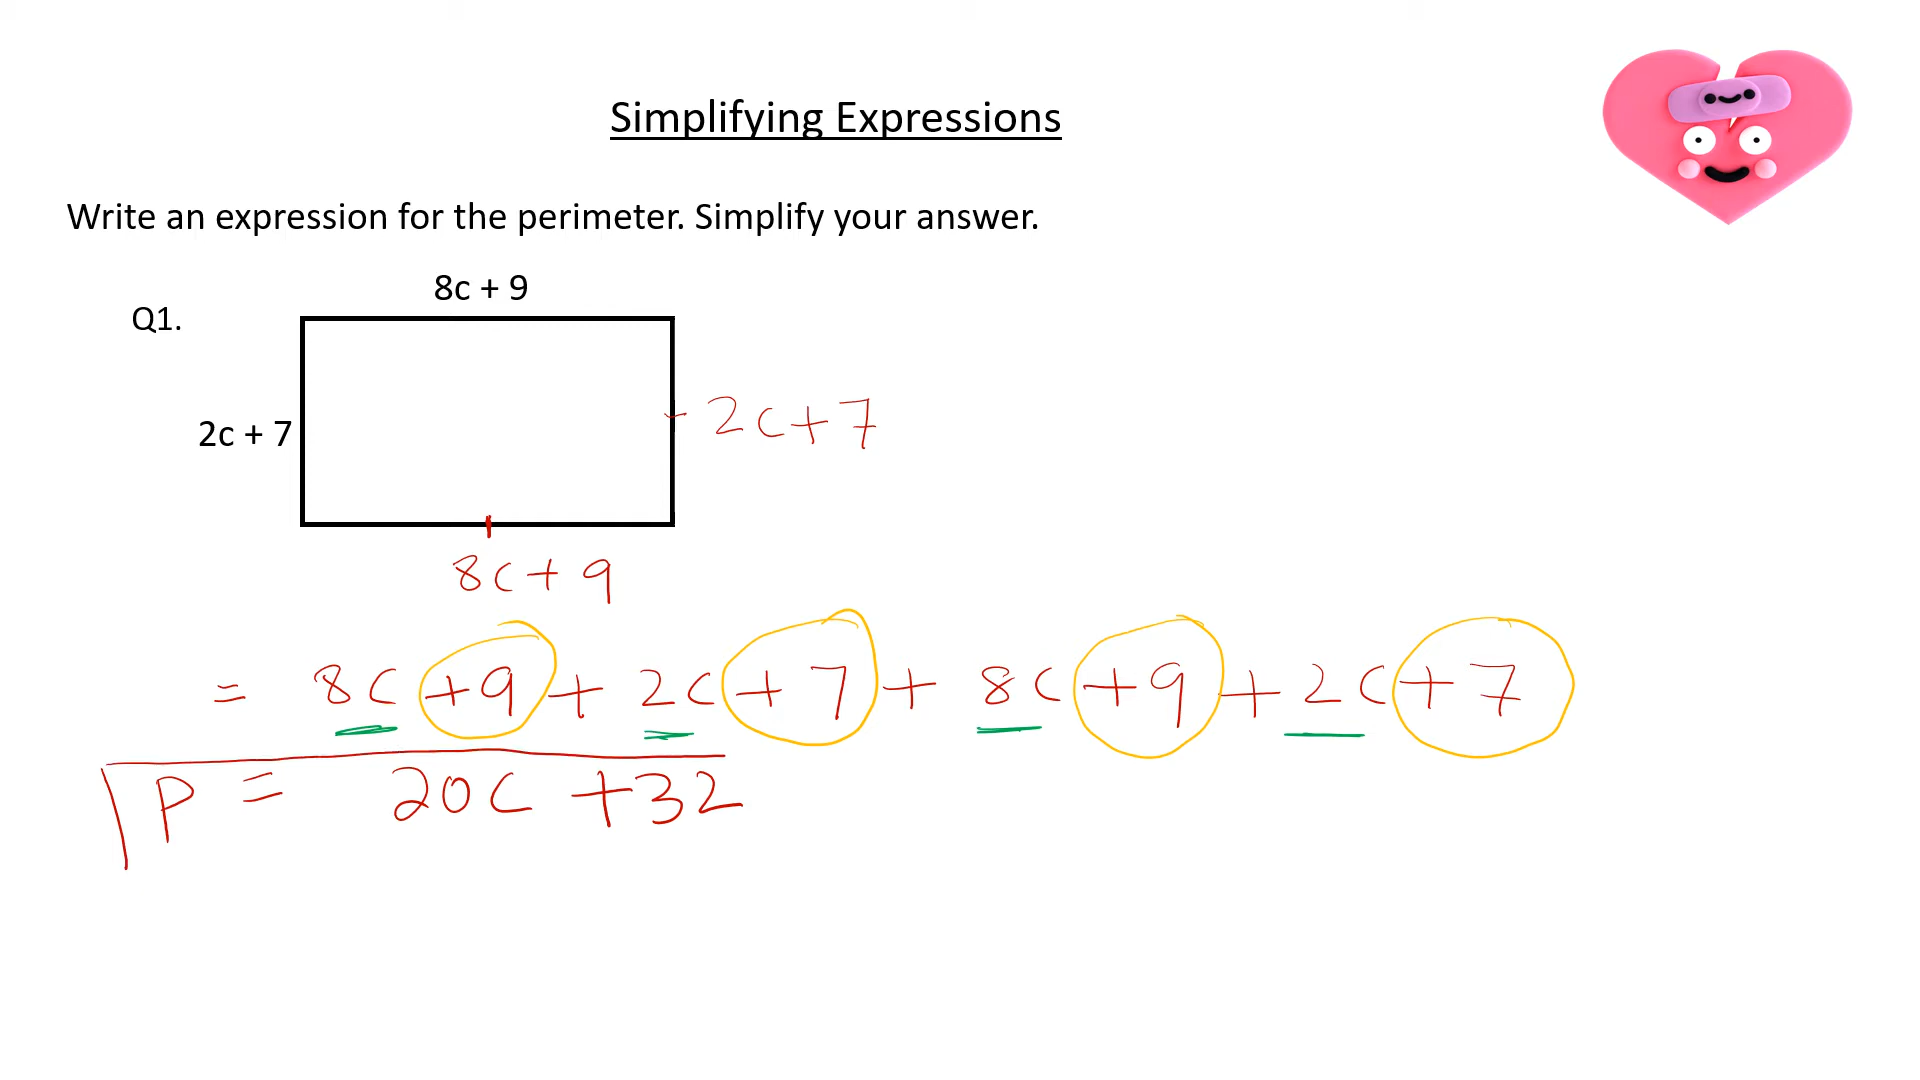 Simplifying Expressions
Write an expression for the perimeter. Simplify your answer.
8c + 9
Q1.
2c + 7
2c+7
8c+9
= 8c +9 + 2c + 7 + 8c +9 + 2c + 7
P = 20c +32